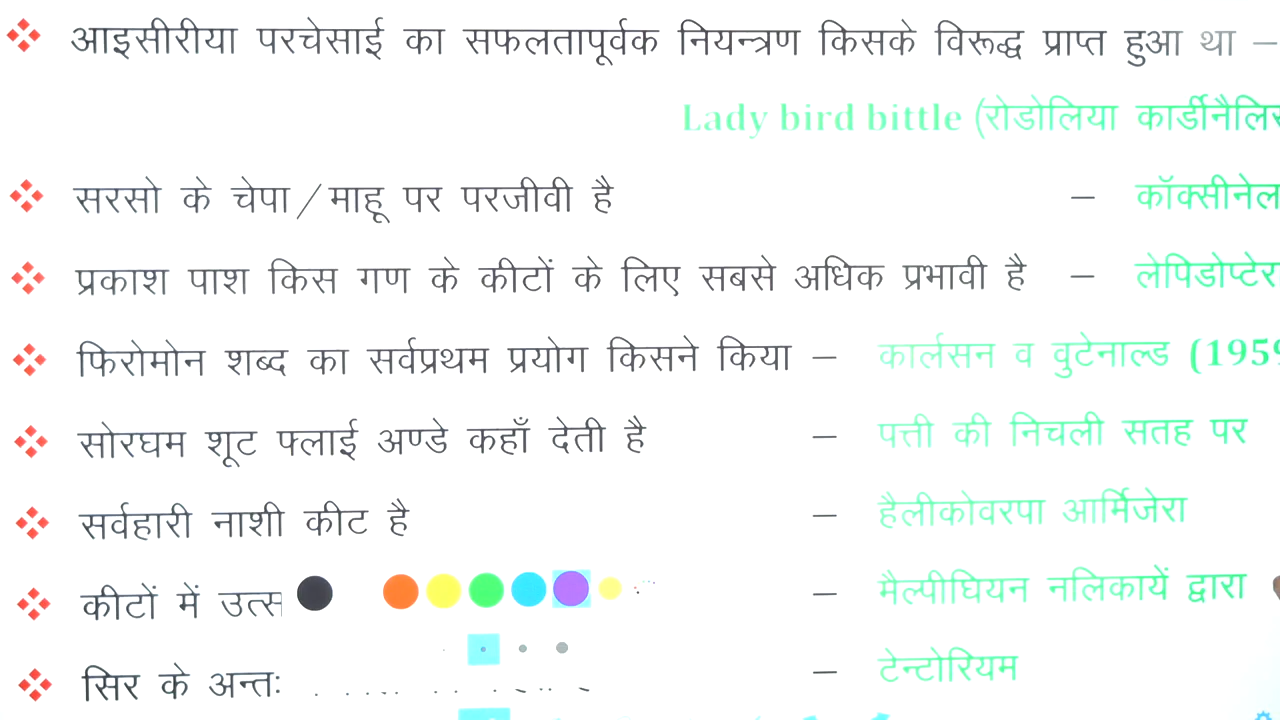 आइसीरीया परचेसाई का सफलतापूर्वक नियन्त्रण किसके विरूद्ध प्राप्त हुआ था –
Lady bird bittle (रोडोलिया
सरसो के चेपा/माहू पर परजीवी है –
प्रकाश पाश किस गण के कीटों के लिए सबसे अधिक प्रभावी है –
फिरोमोन शब्द का सर्वप्रथम प्रयोग किसने किया – कार्लसन व वुटेनाल्ड
सोरघम शूट फ्लाई अण्डे कहाँ देती है – पत्ती की निचली सतह पर
सर्वहारी नाशी कीट है – हैलीकोवरपा आर्मिजेरा
कीटों में – मैल्पीघियन नलिकायें द्वारा
सिर के अन्तः – टेन्टोरियम